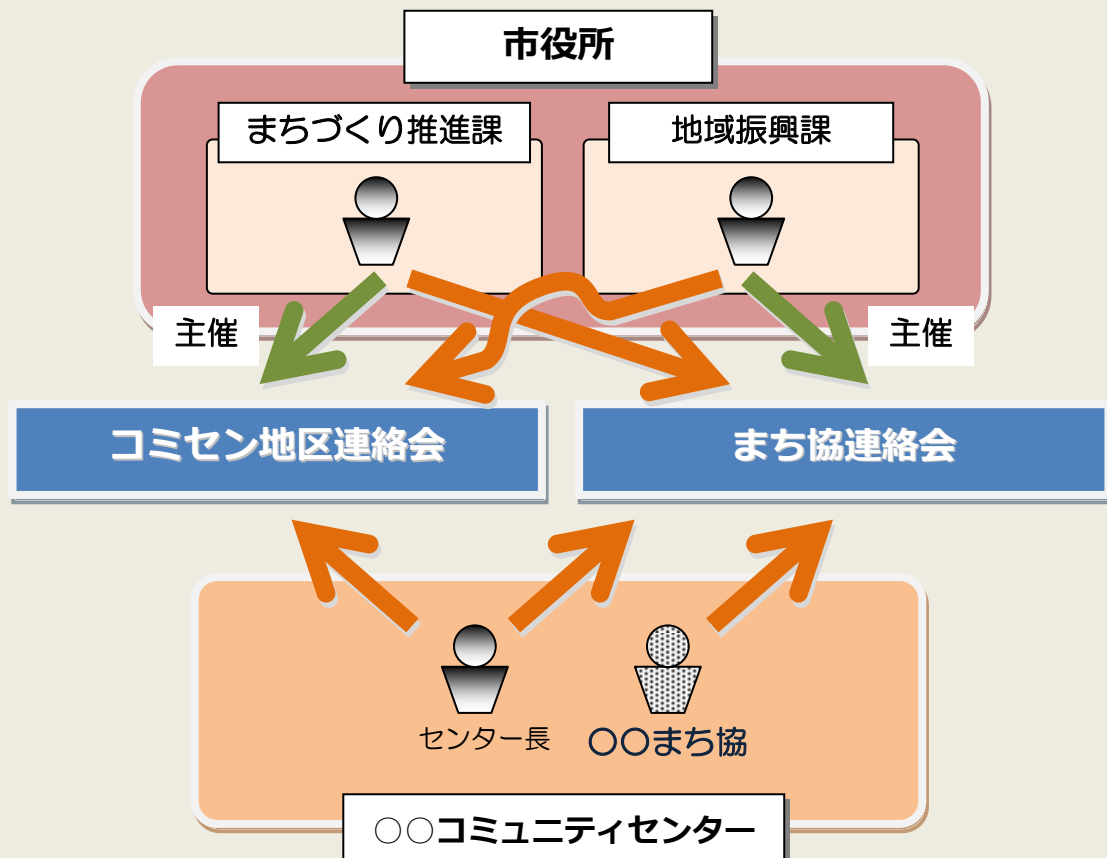 市役所
まちづくり推進課
地域振興課
主催
主催
コミセン地区連絡会
まち協連絡会
センター長
〇〇まち協
○○コミュニティセンター